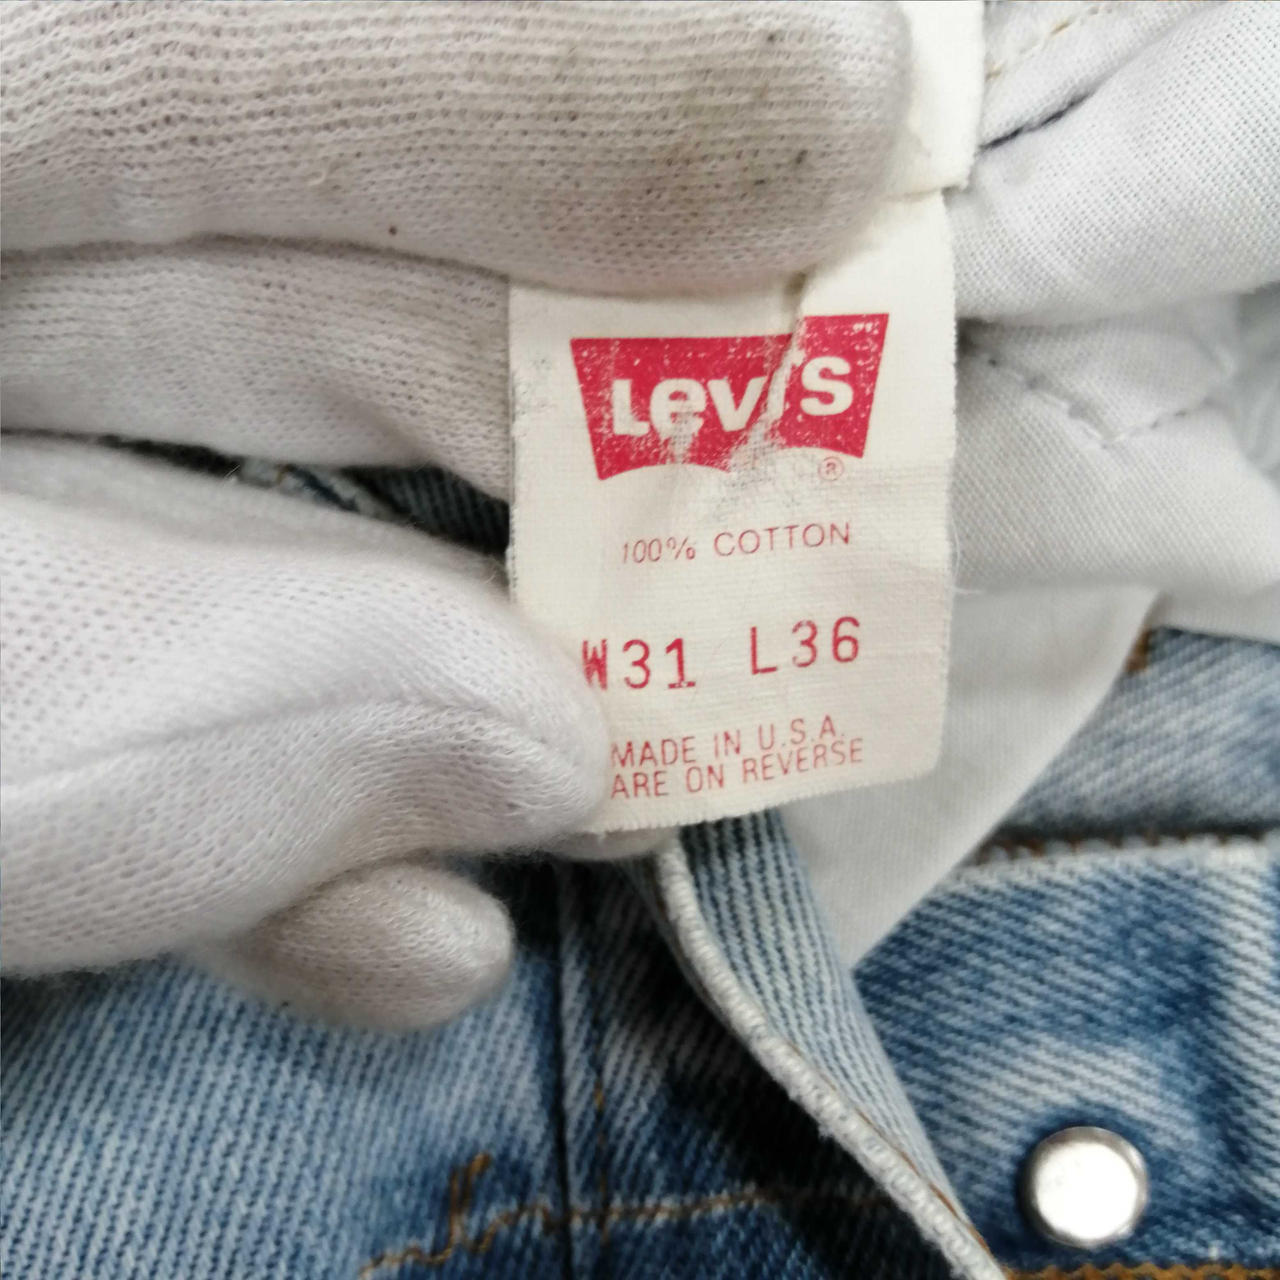 Levi's
®
100% COTTON
W31 L36
MADE IN U.S.A.
ARE ON REVERSE